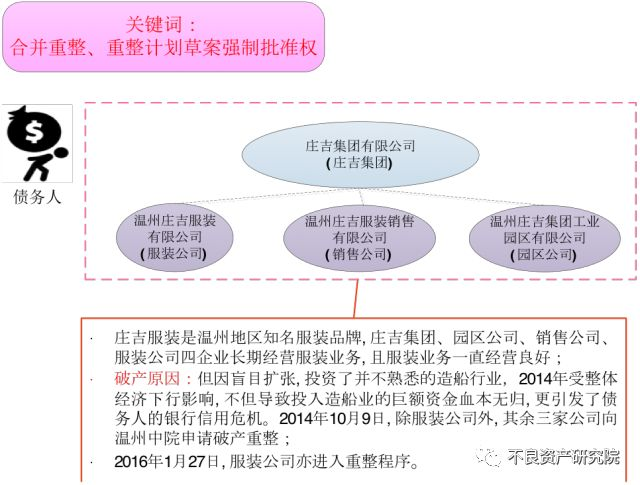 关键词：
合并重整、重整计划草案强制批准权
庄吉集团有限公司
(庄吉集团)
债务人
温州庄吉服装
有限公司
(服装公司)
温州庄吉服装销售
有限公司
(销售公司)
温州庄吉集团工业
园区有限公司
(园区公司)
· 庄吉服装是温州地区知名服装品牌, 庄吉集团、园区公司、销售公司、
服装公司四企业长期经营服装业务, 且服装业务一直经营良好；
· 破产原因：但因盲目扩张, 投资了并不熟悉的造船行业, 2014年受整体
经济下行影响, 不但导致投入造船业的巨额资金血本无归, 更引发了债
务人的银行信用危机。2014年10月9日, 除服装公司外, 其余三家公司向
温州中院申请破产重整；
· 2016年1月27日, 服装公司亦进入重整程序。
不良资产研究院